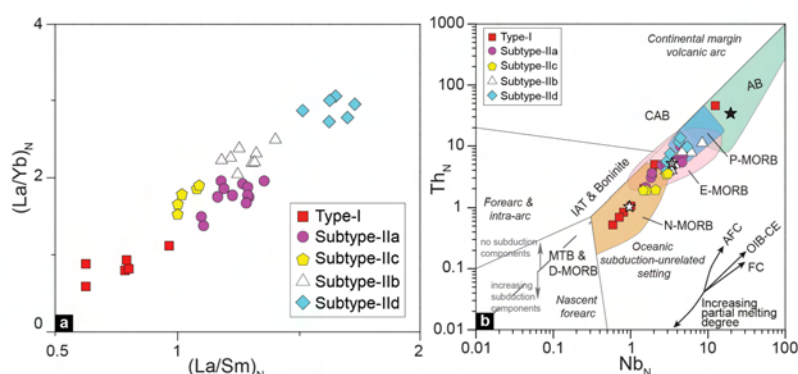 4
3
2
1
0
(La/Yb)N
a
Type-I
Subtype-IIa
Subtype-IIc
Subtype-IIb
Subtype-IId
0.5
1
2
(La/Sm)N
1000
100
10
1
0.1
0.01
ThN
Type-I
Subtype-IIa
Subtype-IIc
Subtype-IIb
Subtype-IId
Continental margin
volcanic arc
AB
CAB
P-MORB
E-MORB
IAT & Boninite
N-MORB
Forearc &
intra-arc
no subduction
components
MTB &
D-MORB
increasing
subduction
components
Nascent
forearc
Oceanic
subduction-unrelated
setting
AFC
OIB-CE
FC
Increasing
partial melting
degree
b
0.01
0.10
1
10
100
NbN